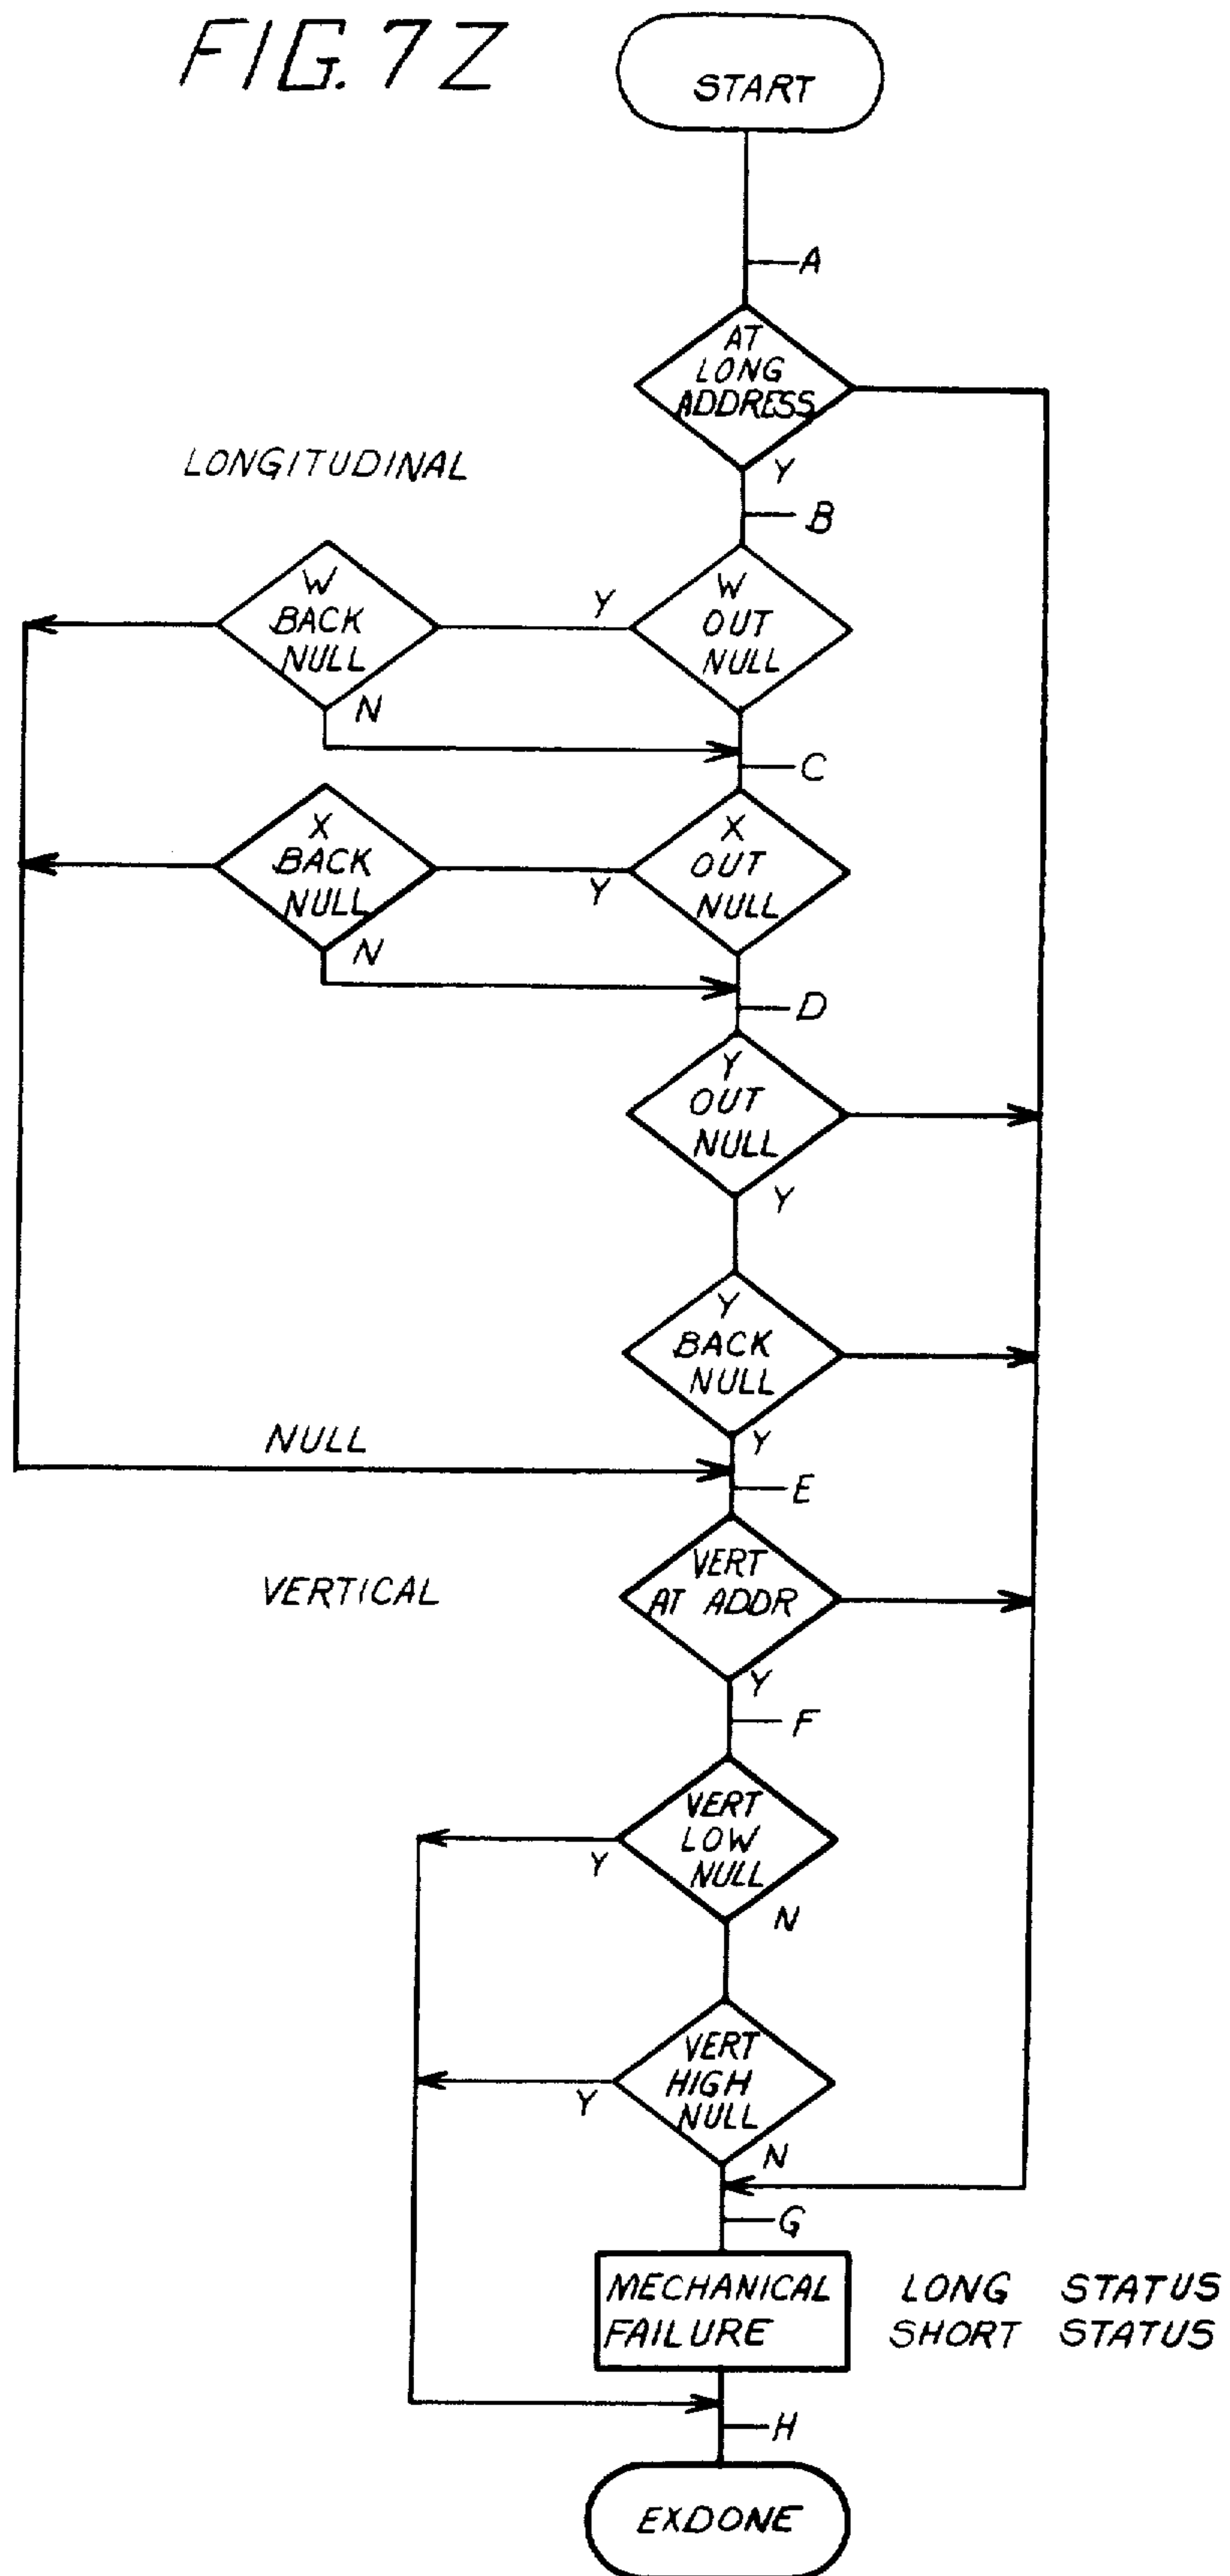 FIG. 7Z
START
A
AT
LONG
ADDRESS
Y
LONGITUDINAL
B
W
BACK
NULL
Y
W
OUT
NULL
N
C
X
BACK
NULL
Y
X
OUT
NULL
N
D
Y
OUT
NULL
Y
Y
BACK
NULL
Y
NULL
E
VERT
AT ADDR
VERTICAL
Y
F
VERT
LOW
NULL
Y
N
VERT
HIGH
NULL
Y
N
G
MECHANICAL
FAILURE
LONG STATUS
SHORT STATUS
H
EXDONE